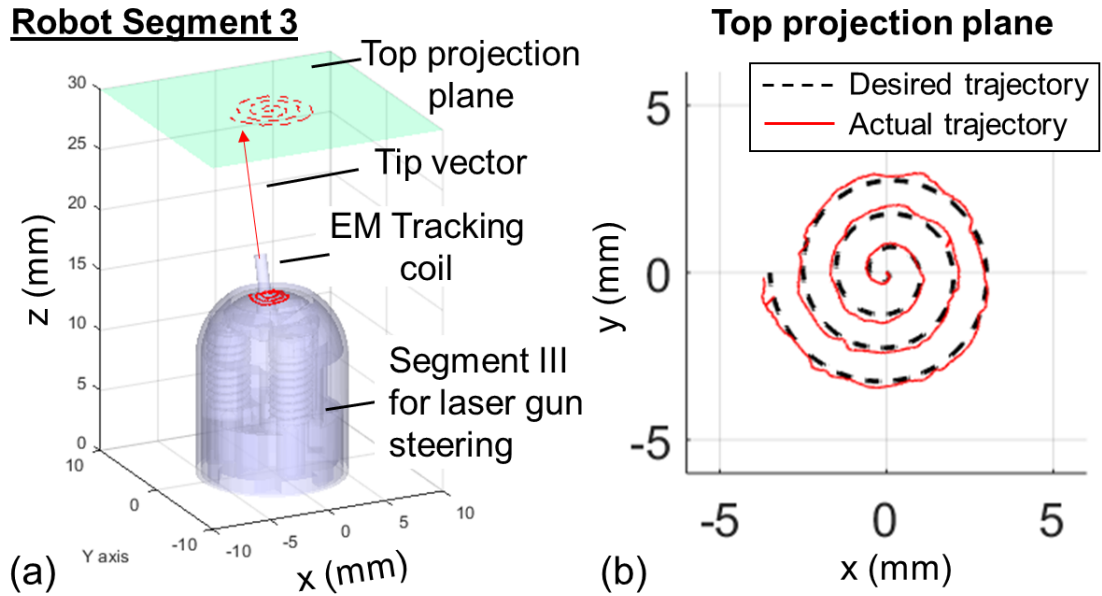 Robot Segment 3
Top projection
plane
Tip vector
EM Tracking
coil
Segment III
for laser gun
steering
z (mm)
30
25
20
15
10
5
0
10
0
-10
Y axis
-10
-5
0
5
10
x (mm)
(a)
Top projection plane
Desired trajectory
Actual trajectory
5
0
-5
y (mm)
-5
0
5
x (mm)
(b)